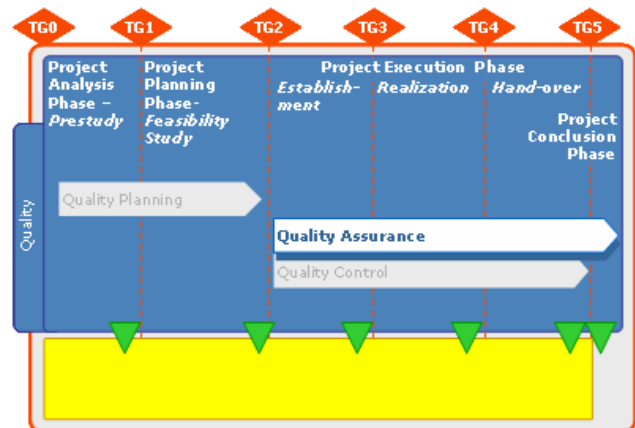 TG0 TG1 TG2 TG3 TG4 TG5
Project
Analysis
Phase –
Prestudy
Project
Planning
Phase-
Feasibility
Study
Project Execution Phase
Establish-
ment
Realization
Hand-over
Project
Conclusion
Phase
Quality
Quality Planning
Quality Assurance
Quality Control